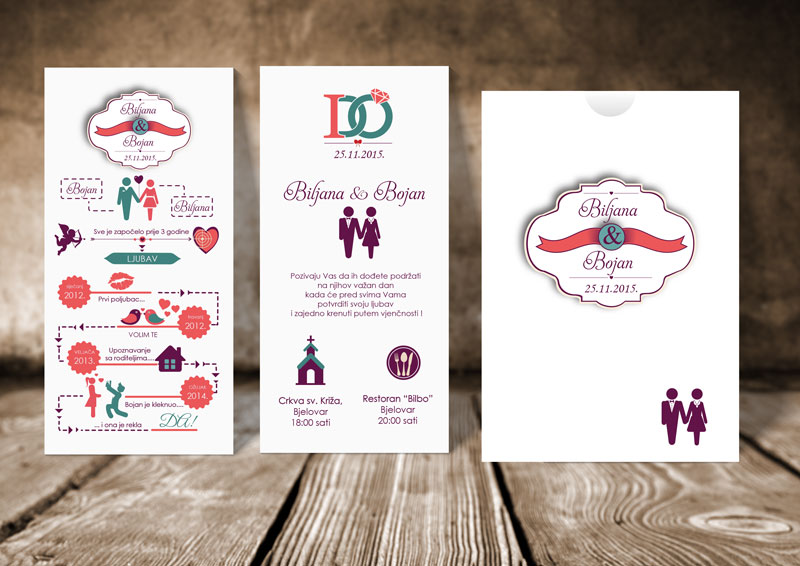 Biljana
&
Bojan
25.11.2015.
Bojan
Biljana
Sve je započelo prije 3 godine
LJUBAV
2012.
Prvi poljubac...
2012.
VOLIM TE
VELJAČA
2013.
Upoznavanje
sa roditeljima....
OŽUJAK
2014.
Bojan je kleknuo....
... i ona je rekla
DA!
I DO
25.11.2015.
Biljana & Bojan
Pozivaju Vas da ih dođete podržati
na njihov važan dan
kada će pred svima Vama
potvrditi svoju ljubav
i zajedno krenuti putem vjenčnosti !
Crkva sv. Križa,
Bjelovar
18:00 sati
Restoran “Bilbo”
Bjelovar
20:00 sati
Biljana
&
Bojan
25.11.2015.